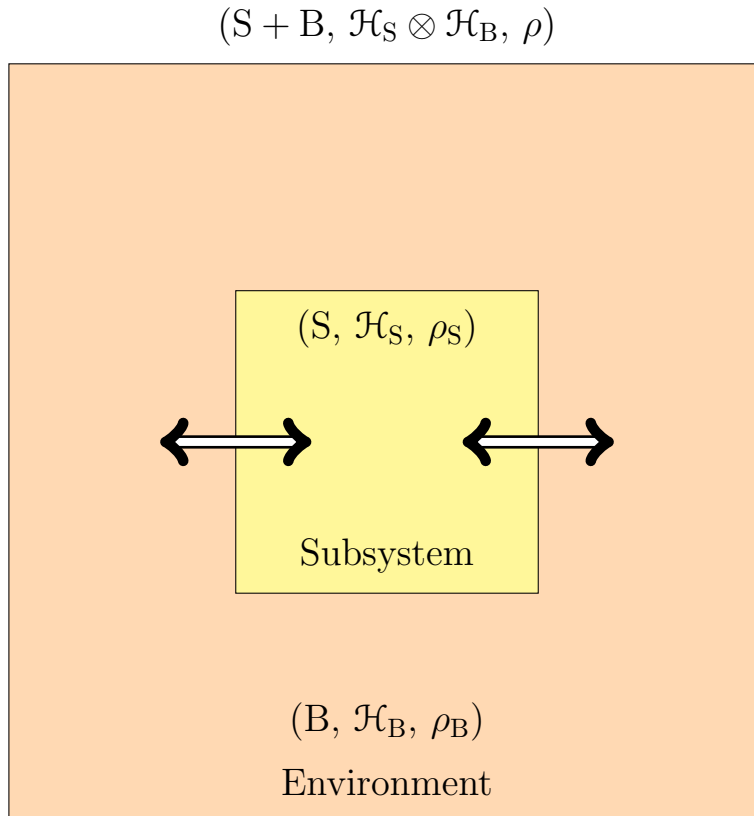 (S + B, ℋ_S ⊗ ℋ_B, ρ)
(S, ℋ_S, ρ_S)
Subsystem
(B, ℋ_B, ρ_B)
Environment